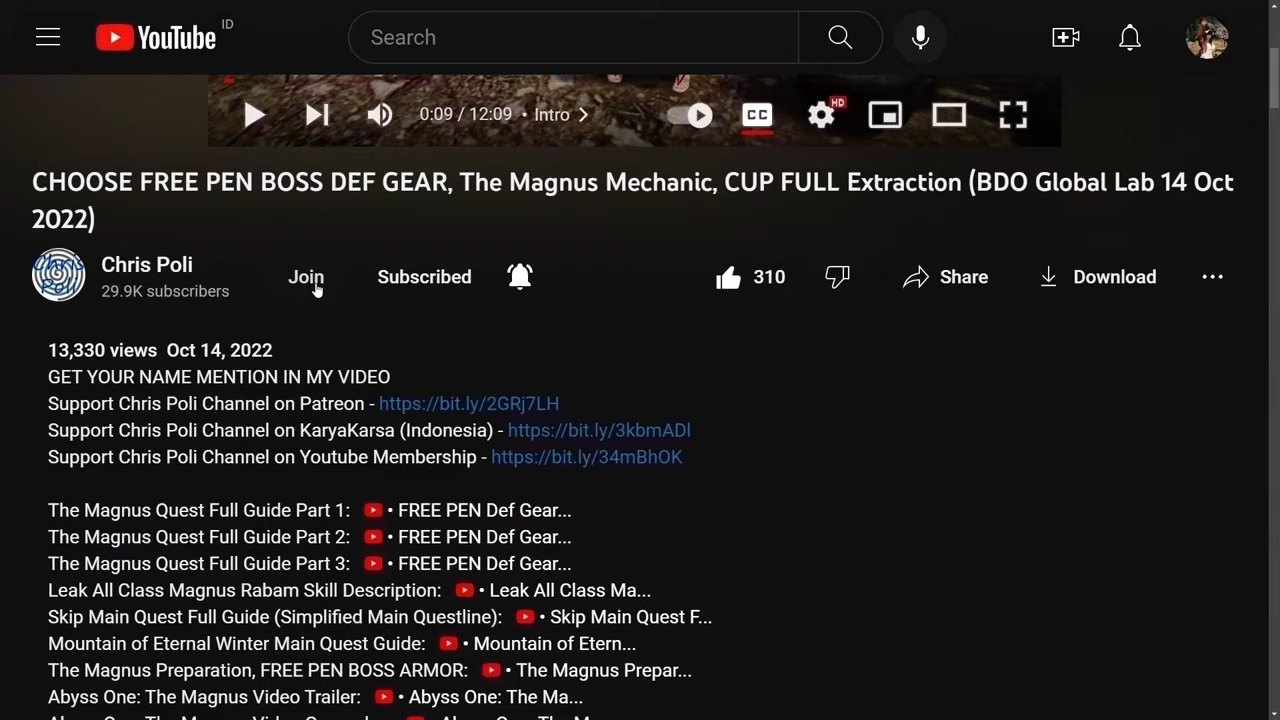 YouTube ID
Search
0:09 / 12:09 • Intro
CC
HD
CHOOSE FREE PEN BOSS DEF GEAR, The Magnus Mechanic, CUP FULL Extraction (BDO Global Lab 14 Oct
2022)
Chris Poli
29.9K subscribers
Join
Subscribed
310
Share
Download
13,330 views Oct 14, 2022
GET YOUR NAME MENTION IN MY VIDEO
Support Chris Poli Channel on Patreon - https://bit.ly/2GRj7LH
Support Chris Poli Channel on KaryaKarsa (Indonesia) - https://bit.ly/3kbmADl
Support Chris Poli Channel on Youtube Membership - https://bit.ly/34mBhOK
The Magnus Quest Full Guide Part 1: • FREE PEN Def Gear...
The Magnus Quest Full Guide Part 2: • FREE PEN Def Gear...
The Magnus Quest Full Guide Part 3: • FREE PEN Def Gear...
Leak All Class Magnus Rabam Skill Description: • Leak All Class Ma...
Skip Main Quest Full Guide (Simplified Main Questline): • Skip Main Quest F...
Mountain of Eternal Winter Main Quest Guide: • Mountain of Etern...
The Magnus Preparation, FREE PEN BOSS ARMOR: • The Magnus Prepar...
Abyss One: The Magnus Video Trailer: • Abyss One: The Ma...